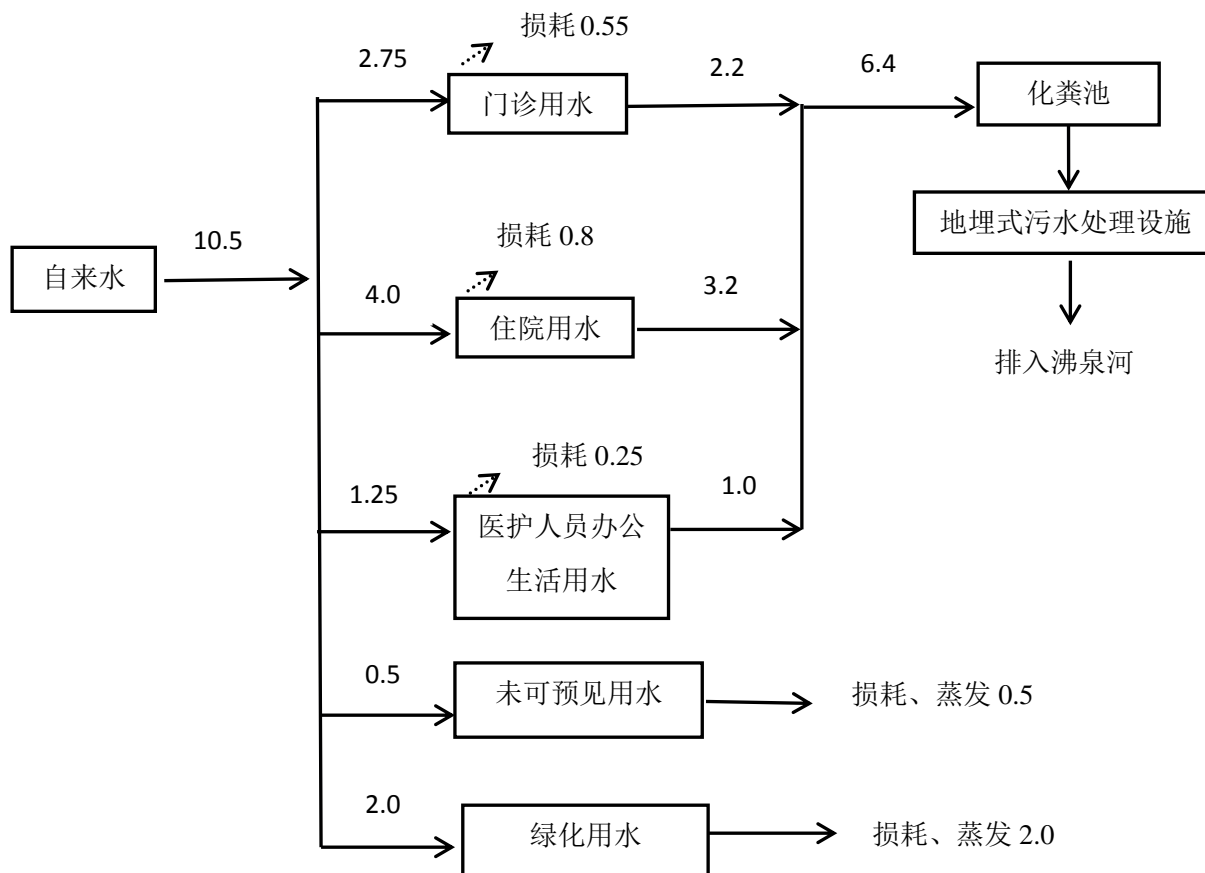 损耗 0.55
2.75
门诊用水
2.2
6.4
化粪池
地埋式污水处理设施
排入沸泉河
自来水
10.5
损耗 0.8
4.0
住院用水
3.2
损耗 0.25
1.25
医护人员办公
生活用水
1.0
0.5
未可预见用水
损耗、蒸发 0.5
2.0
绿化用水
损耗、蒸发 2.0